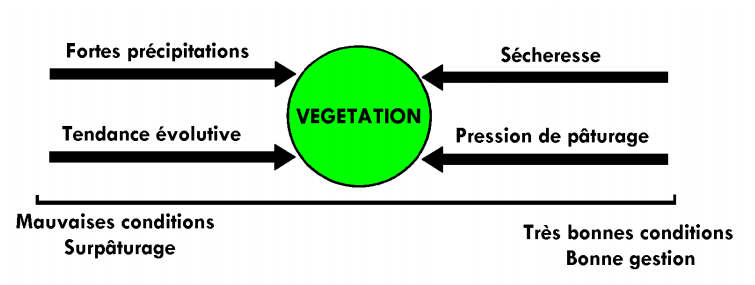 Fortes précipitations
Sécheresse
VEGETATION
Tendance évolutive
Pression de pâturage
Mauvaises conditions
Surpâturage
Très bonnes conditions
Bonne gestion